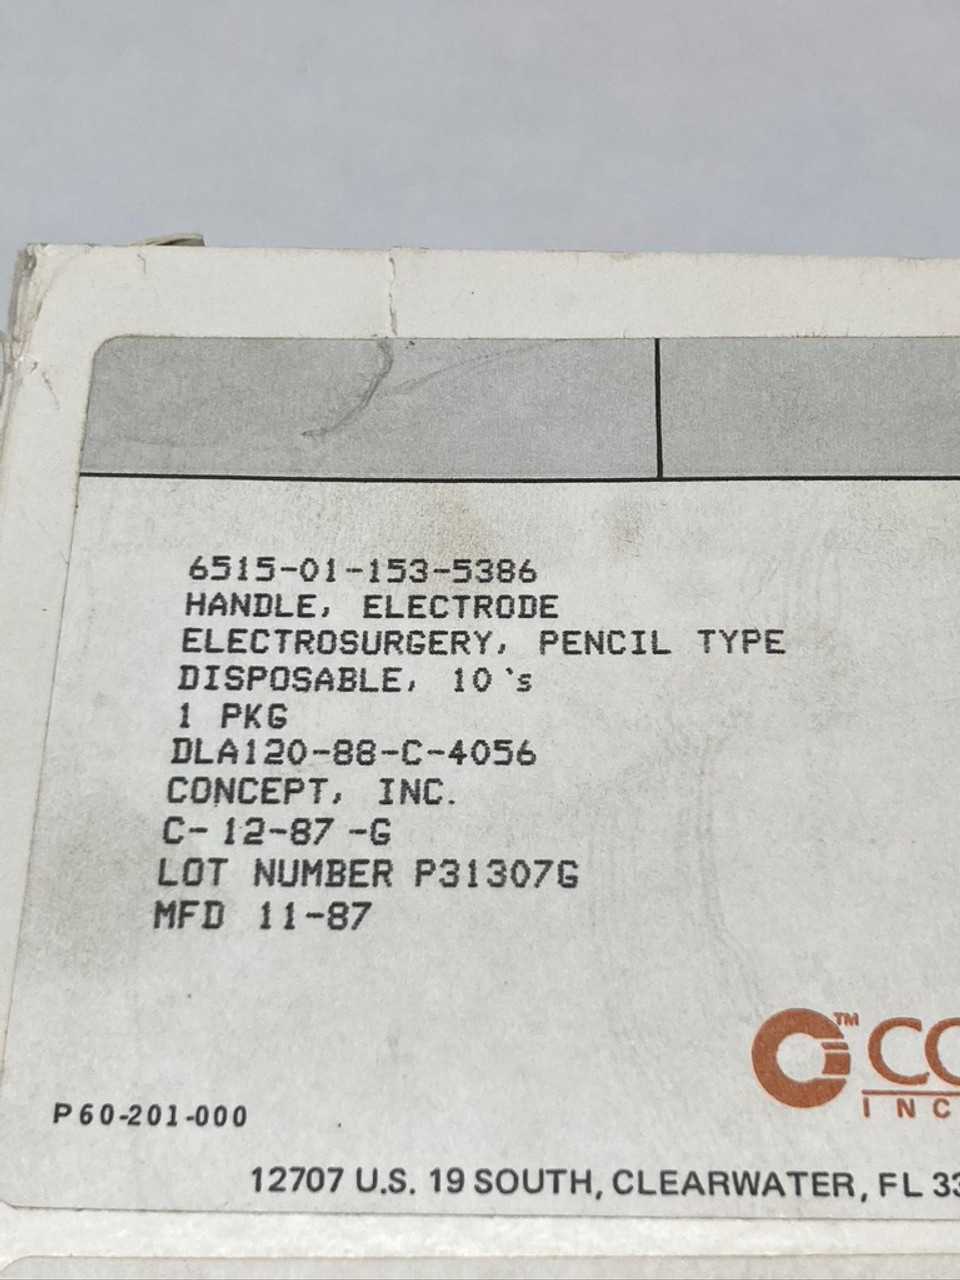 6515-01-153-5386
HANDLE, ELECTRODE
ELECTROSURGERY, PENCIL TYPE
DISPOSABLE, 10's
1 PKG
DLA120-88-C-4056
CONCEPT, INC.
C-12-87-G
LOT NUMBER P31307G
MFD 11-87
TM
P60-201-000
12707 U.S. 19 SOUTH, CLEARWATER, FL